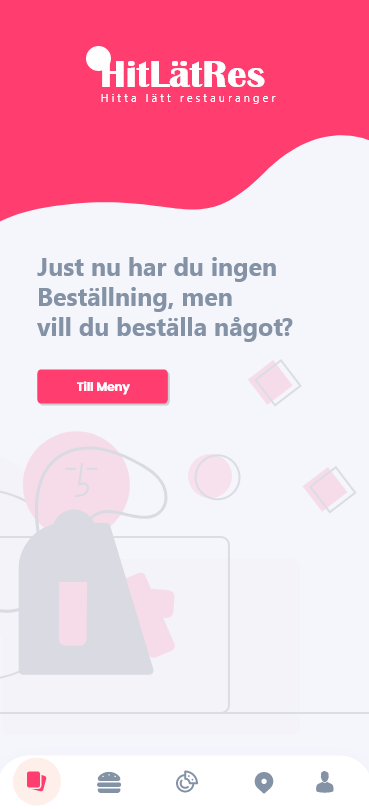 HitLätRes
Hitta lätt restauranger
Just nu har du ingen
Beställning, men
vill du beställa något?
Till Meny